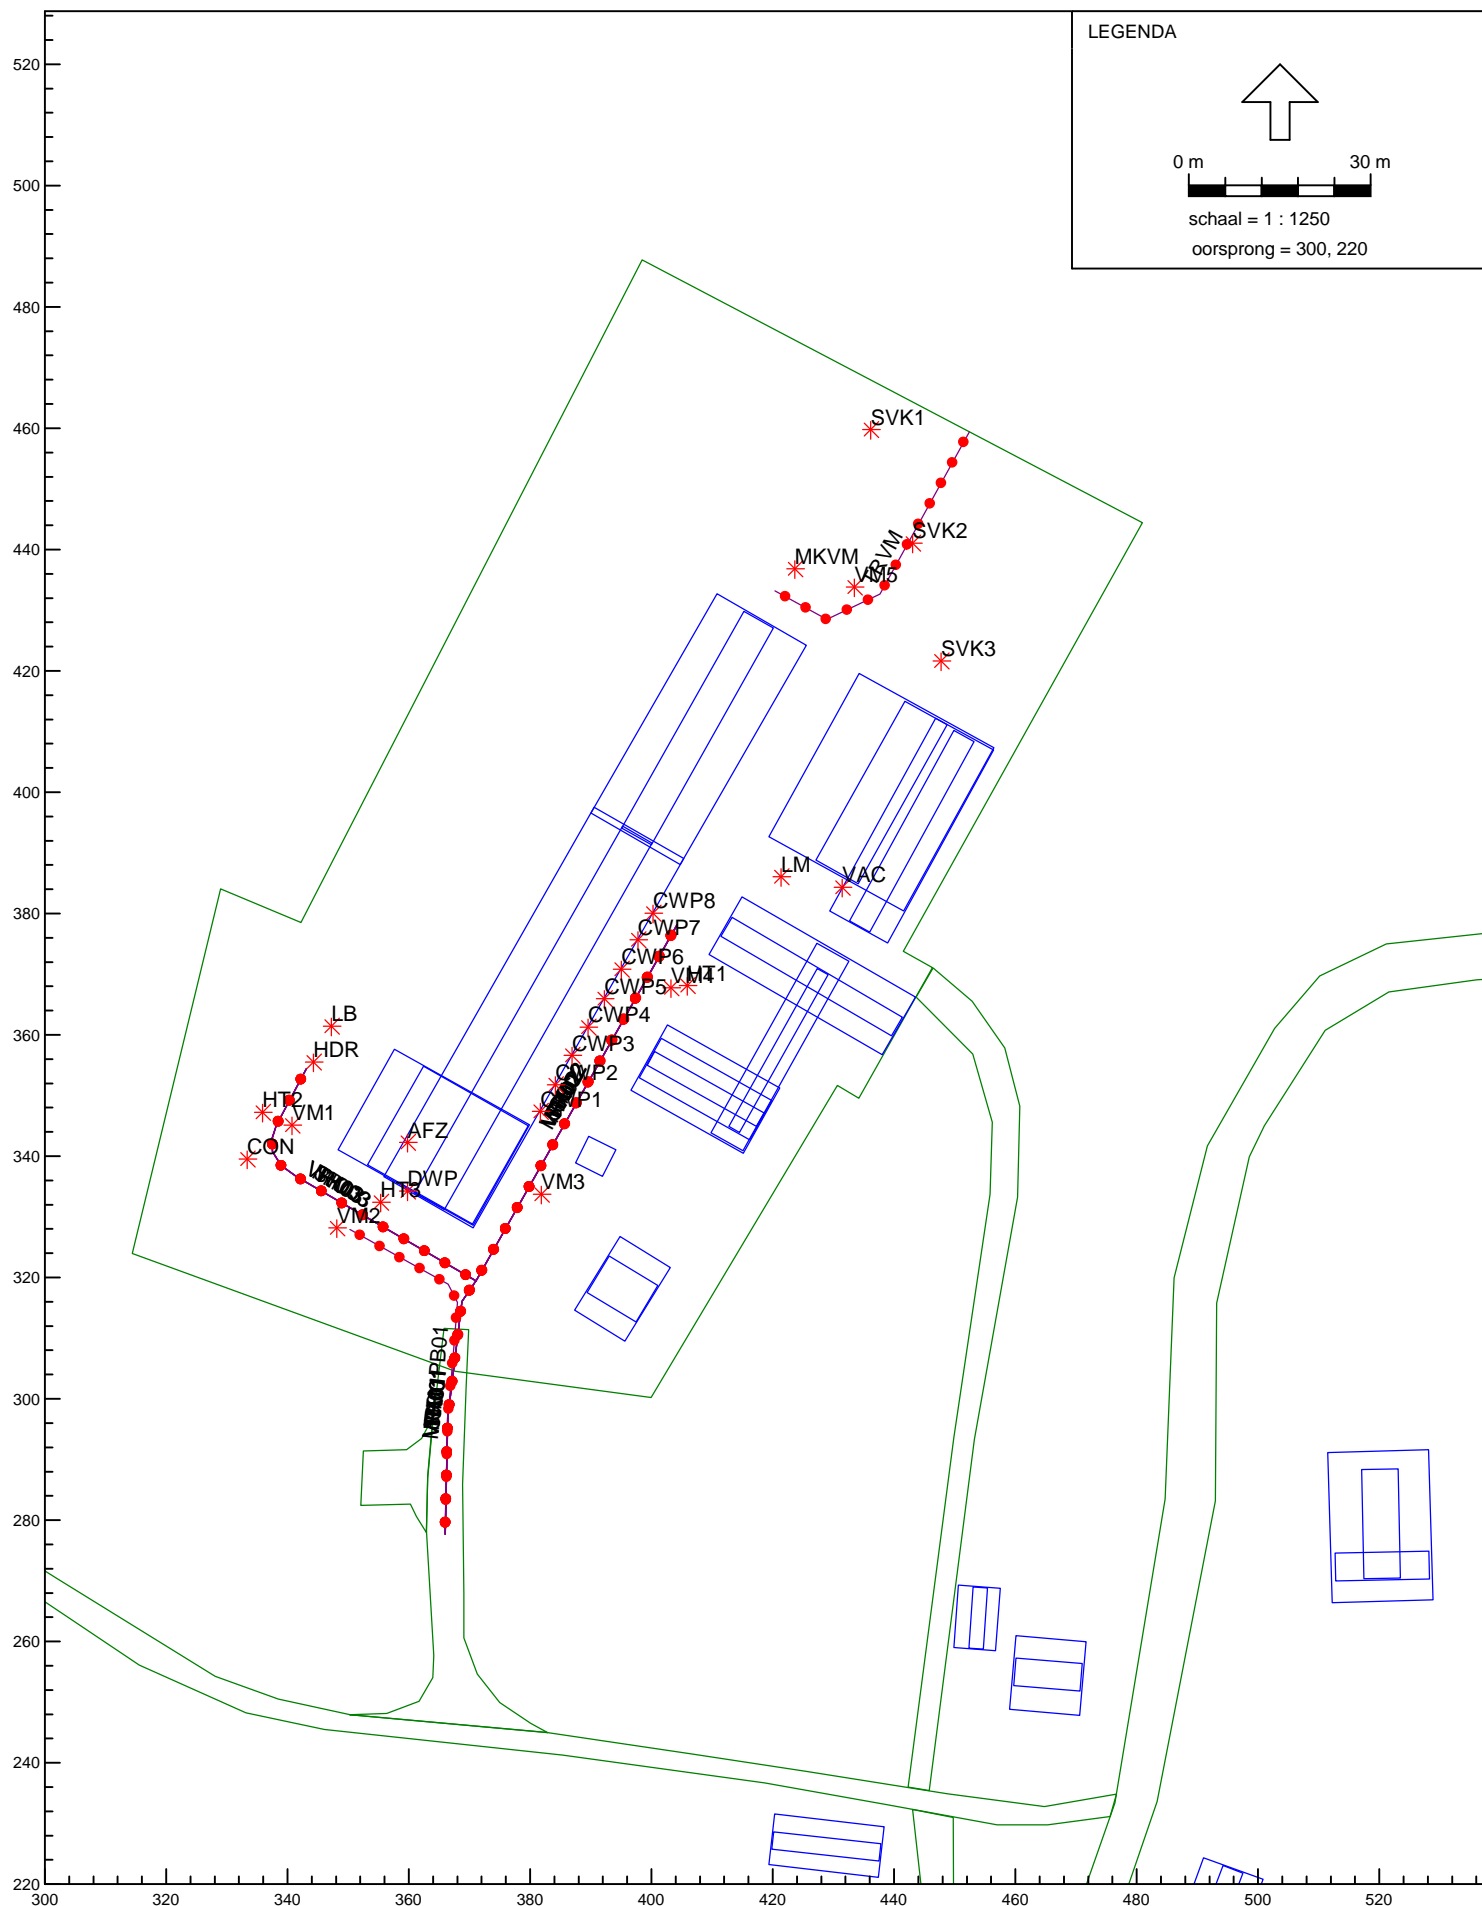 LEGENDA
0 m 30 m
schaal = 1 : 1250
oorsprong = 300, 220
520
500
480
460
440
420
400
380
360
340
320
300
280
260
240
220
SVK1
SVK2
MKVM
VM5
SVK3
LM
VAC
CWP8
CWP7
CWP6
VM4
HT1
CWP5
CWP4
CWP3
CWP2
CWP1
LB
HDR
HT2
VM1
CON
AFZ
DWP
HT3
VM2
VM3
300 320 340 360 380 400 420 440 460 480 500 520